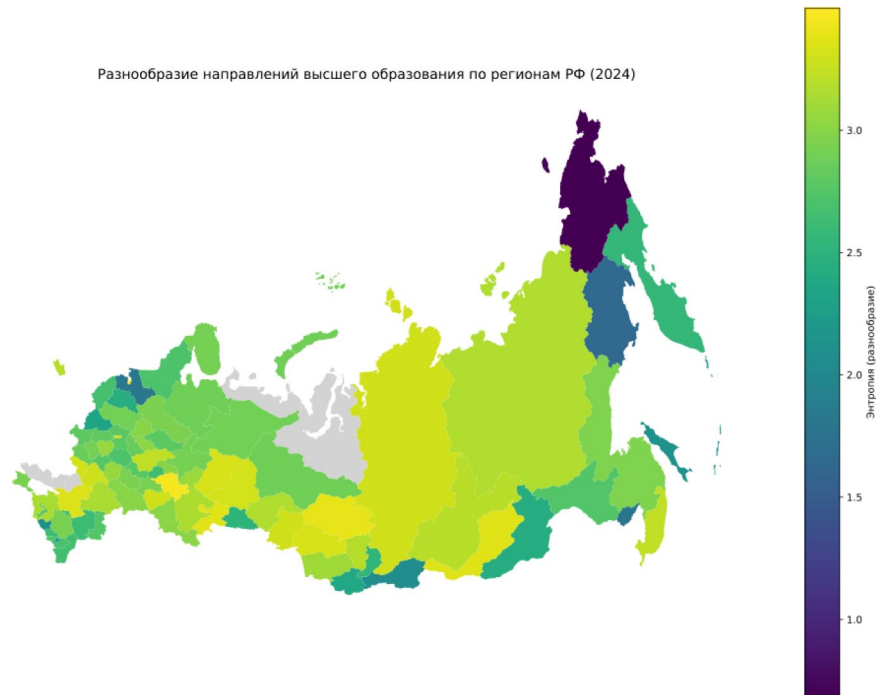 Разнообразие направлений высшего образования по регионам РФ (2024)
3.0
2.5
2.0
1.5
1.0
Энтропия (разнообразие)